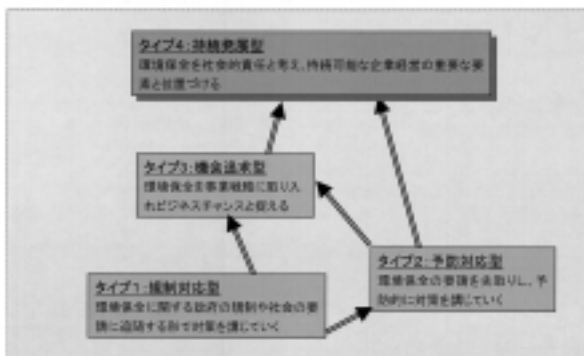 タイプ4：持続発展型
環境保全を社会的責任と考え、持続可能な企業経営の重要な要
素と位置づける
タイプ3：機会追求型
環境保全を事業戦略に取り入
れビジネスチャンスと捉える
タイプ2：予防対応型
環境保全の要請を先取りし、予
防的に対策を講じていく
タイプ1：規制対応型
環境保全に関する政府の規制や社会の要
請に追随する形で対策を講じていく